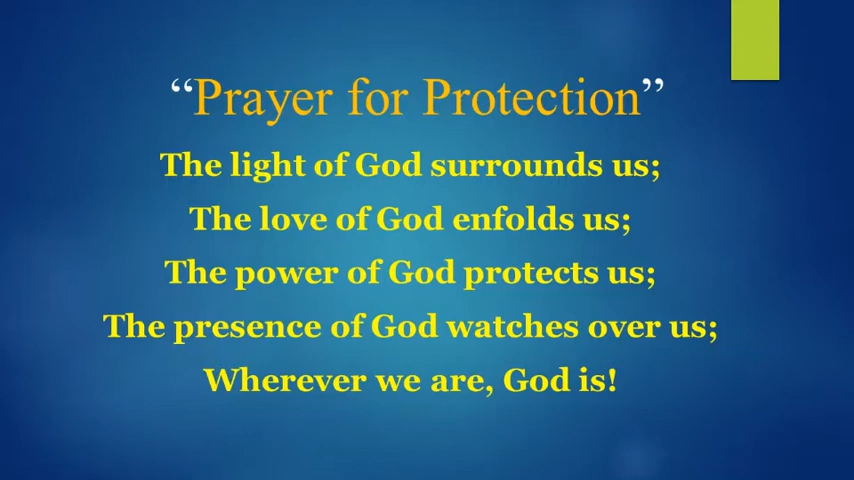 “Prayer for Protection”
The light of God surrounds us;
The love of God enfolds us;
The power of God protects us;
The presence of God watches over us;
Wherever we are, God is!